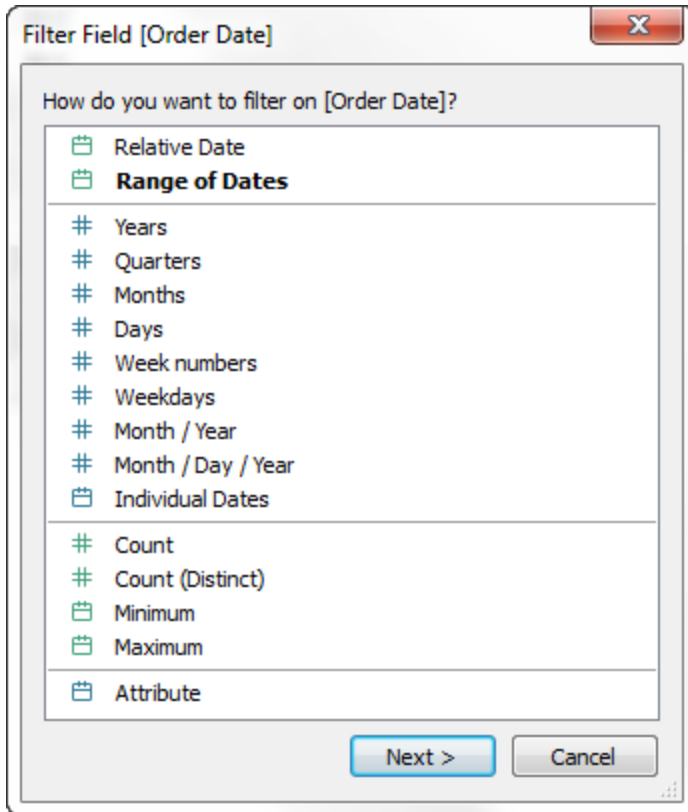 Filter Field [Order Date]
How do you want to filter on [Order Date]?
Relative Date
Range of Dates
Years
Quarters
Months
Days
Week numbers
Weekdays
Month / Year
Month / Day / Year
Individual Dates
Count
Count (Distinct)
Minimum
Maximum
Attribute
Next > Cancel